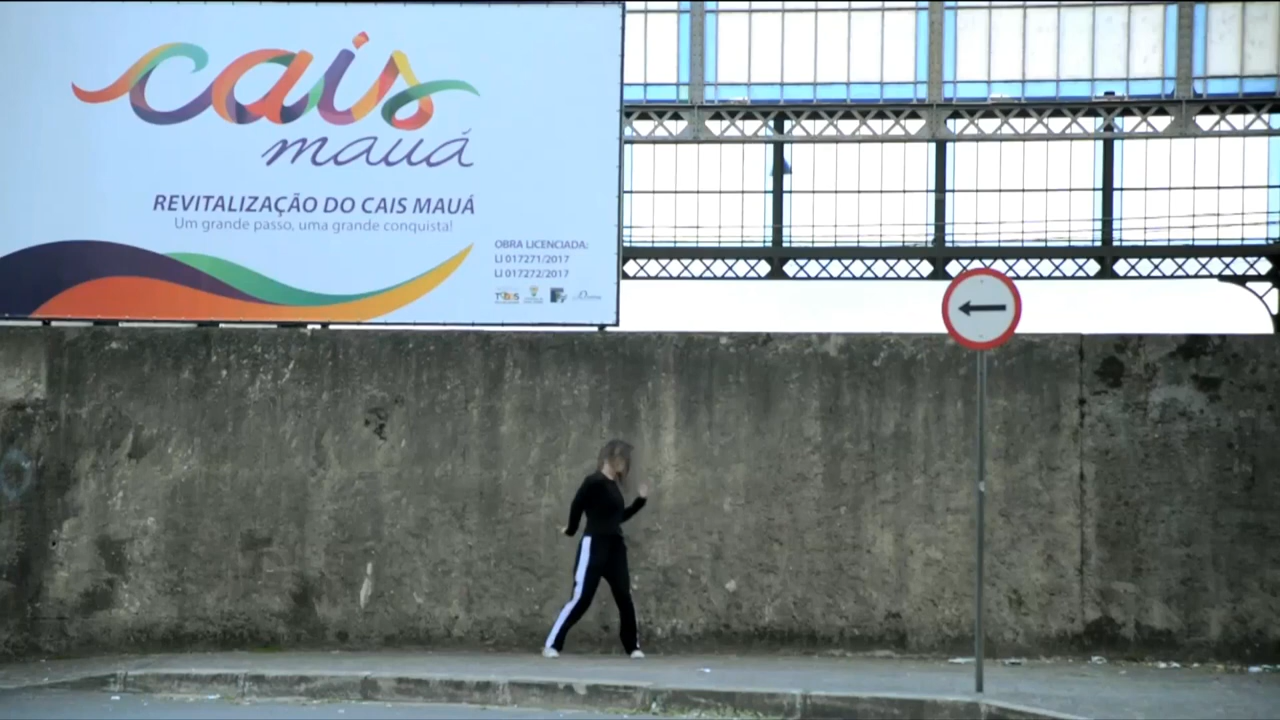 cais
mauá
REVITALIZAÇÃO DO CAIS MAUÁ
Um grande passo, uma grande conquista!
OBRA LICENCIADA:
LI 017271/2017
LI 017272/2017